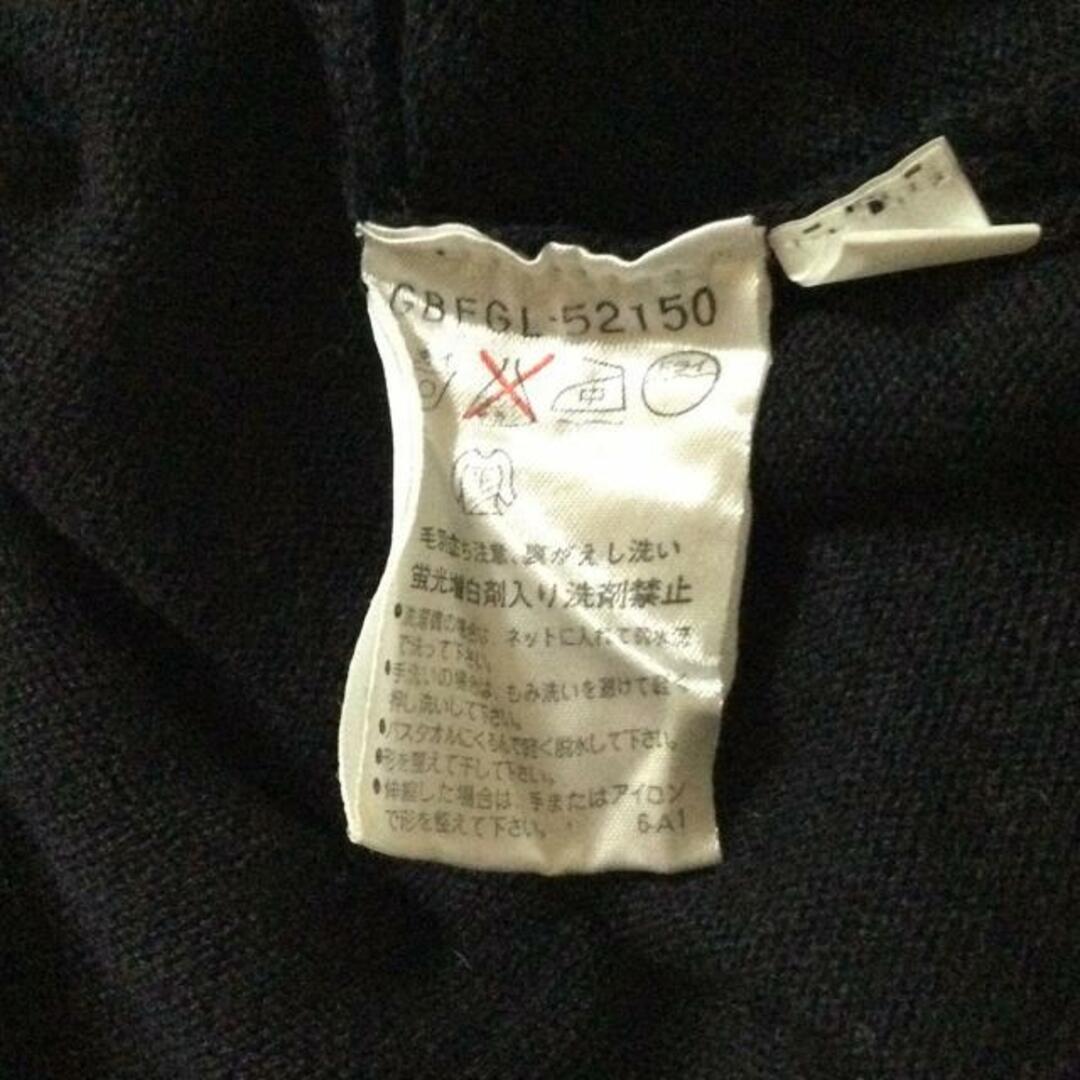 GBFGL-52150
中
ドライ
毛羽立ち注意、裏がえし洗い
蛍光増白剤入り洗剤禁止
●洗濯機の場合は、ネットに入れて弱水流
で洗って下さい。
●手洗いの場合は、もみ洗いを避けて軽く
押し洗いして下さい。
●バスタオルにくるんで軽く脱水して下さい。
●形を整えて干して下さい。
●伸縮した場合は、手またはアイロン
で形を整えて下さい。 6-A1